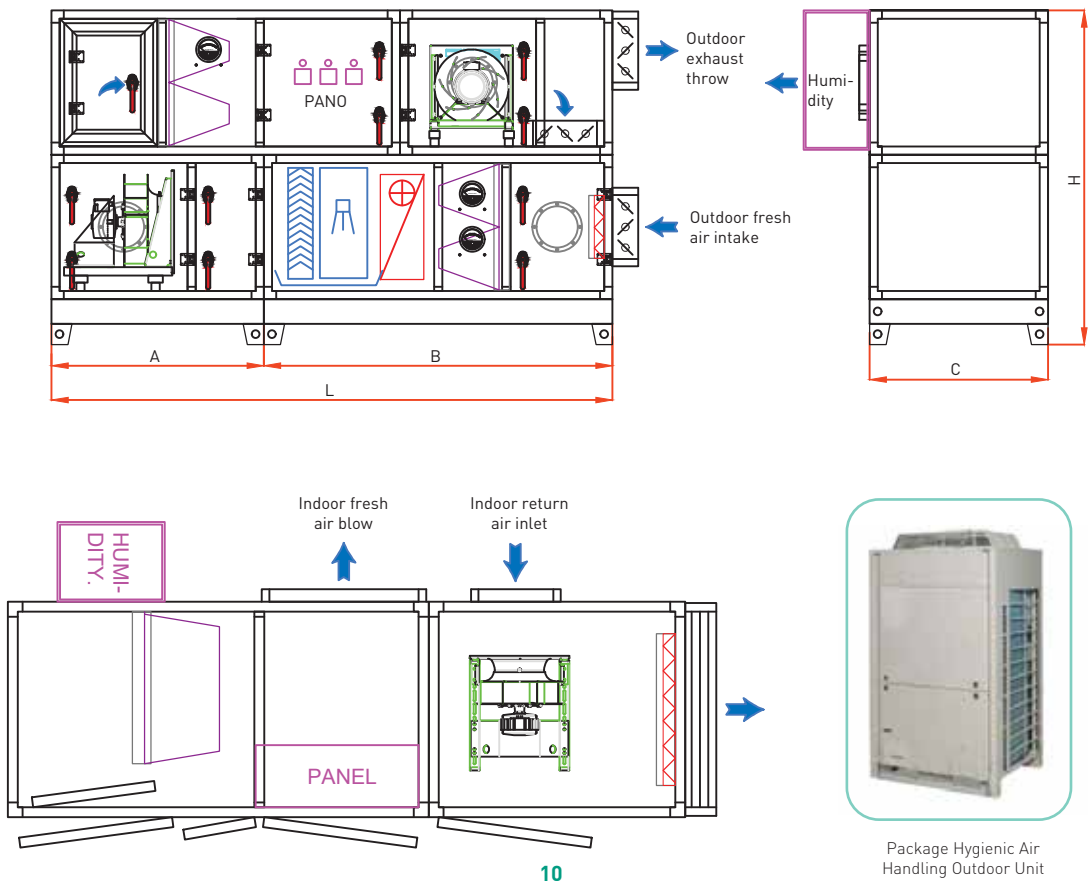 Outdoor
exhaust
throw
Humi-
dity
PANO
H
Outdoor fresh
air intake
A
B
C
L
Indoor fresh
air blow
Indoor return
air inlet
HUMI-
DITY.
PANEL
Package Hygienic Air
Handling Outdoor Unit
10